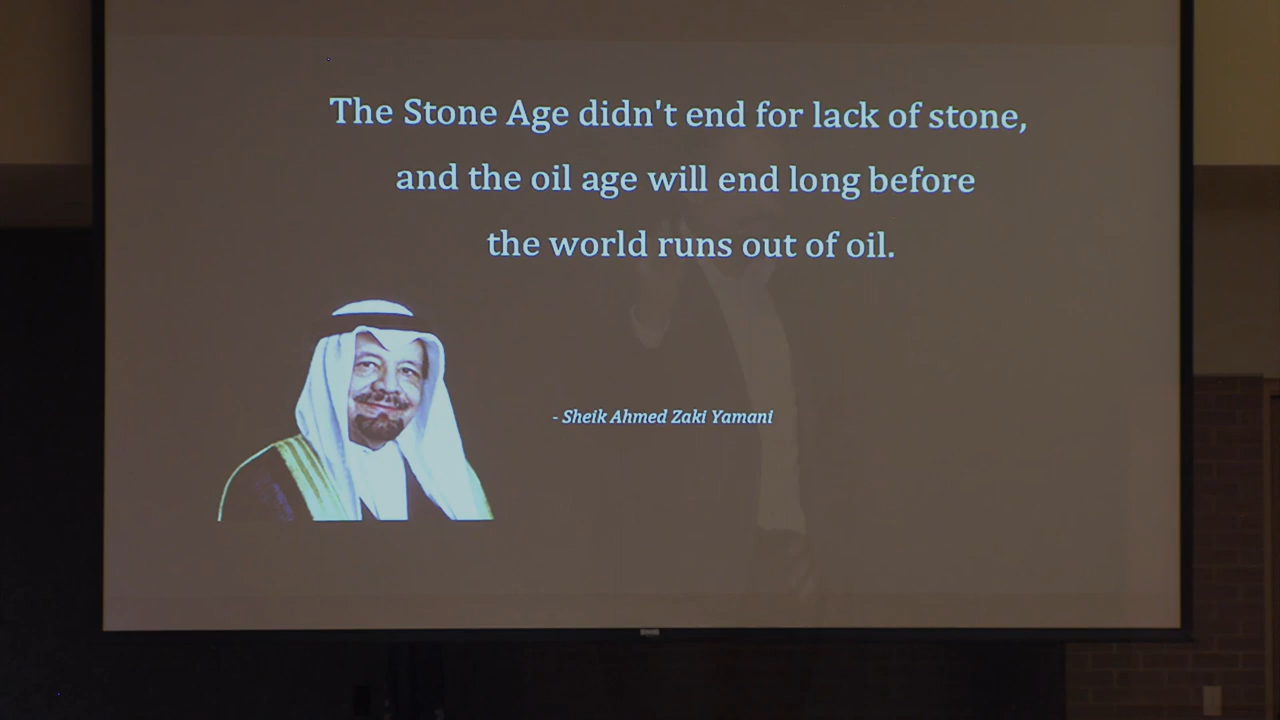 The Stone Age didn't end for lack of stone,
and the oil age will end long before
the world runs out of oil.
- Sheik Ahmed Zaki Yamani